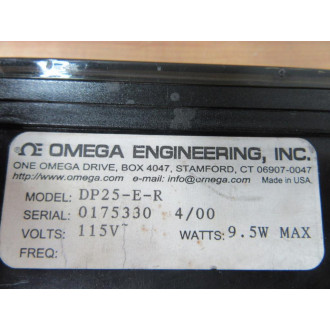 OMEGA ENGINEERING, INC.
ONE OMEGA DRIVE, BOX 4047, STAMFORD, CT 06907-0047
http://www.omega.com e-mail: info@omega.com Made in USA.
MODEL: DP25-E-R
SERIAL: 0175330 4/00
VOLTS: 115V WATTS: 9.5W MAX
FREQ: